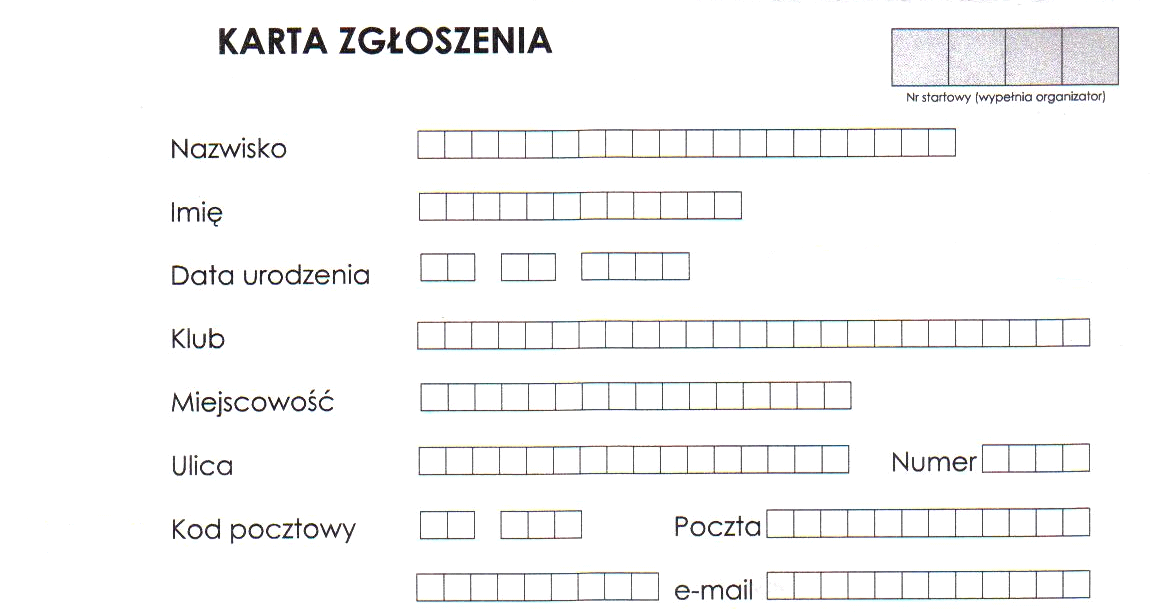 KARTA ZGŁOSZENIA
Nr startowy (wypełnia organizator)
Nazwisko
Imię
Data urodzenia
Klub
Miejscowość
Ulica Numer
Kod pocztowy Poczta
e-mail